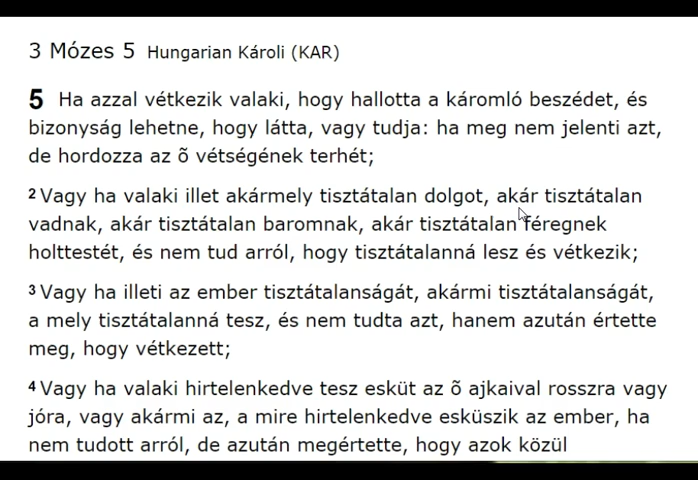 3 Mózes 5 Hungarian Károli (KAR)
5 Ha azzal vétkezik valaki, hogy hallotta a káromló beszédet, és
bizonyság lehetne, hogy látta, vagy tudja: ha meg nem jelenti azt,
de hordozza az õ vétségének terhét;
2 Vagy ha valaki illet akármely tisztátalan dolgot, akár tisztátalan
vadnak, akár tisztátalan baromnak, akár tisztátalan féregnek
holttestét, és nem tud arról, hogy tisztátalanná lesz és vétkezik;
3 Vagy ha illeti az ember tisztátalanságát, akármi tisztátalanságát,
a mely tisztátalanná tesz, és nem tudta azt, hanem azután értette
meg, hogy vétkezett;
4 Vagy ha valaki hirtelenkedve tesz esküt az õ ajkaival rosszra vagy
jóra, vagy akármi az, a mire hirtelenkedve esküszik az ember, ha
nem tudott arról, de azután megértette, hogy azok közül